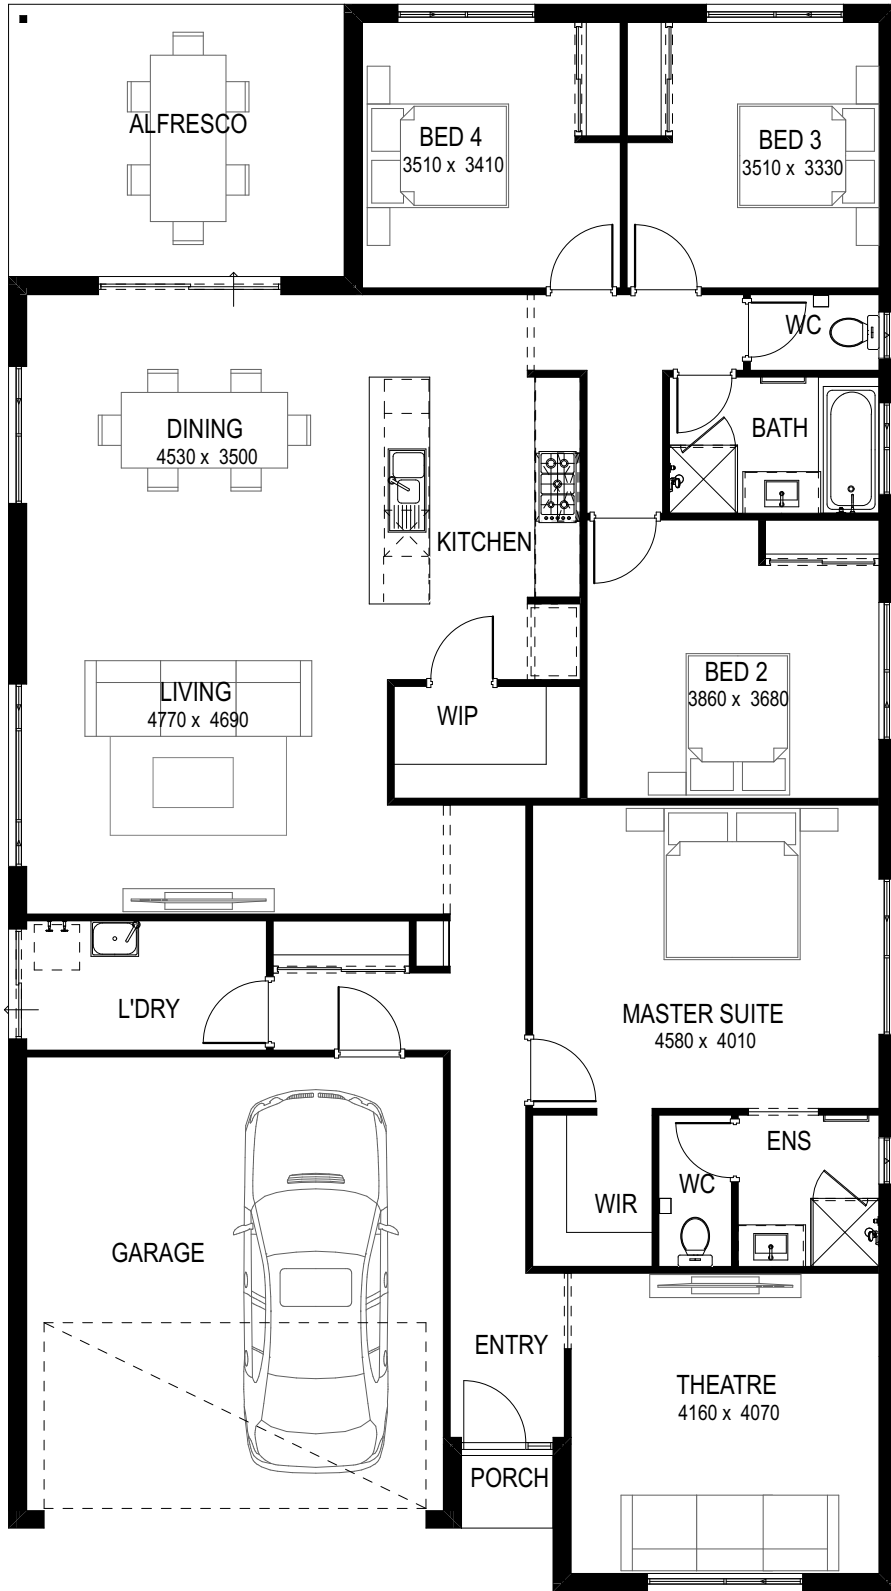 ALFRESCO
BED 4
3510 x 3410
BED 3
3510 x 3330
WC
DINING
4530 x 3500
BATH
KITCHEN
LIVING
4770 x 4690
WIP
BED 2
3860 x 3680
L'DRY
MASTER SUITE
4580 x 4010
ENS
WC
WIR
GARAGE
ENTRY
THEATRE
4160 x 4070
PORCH